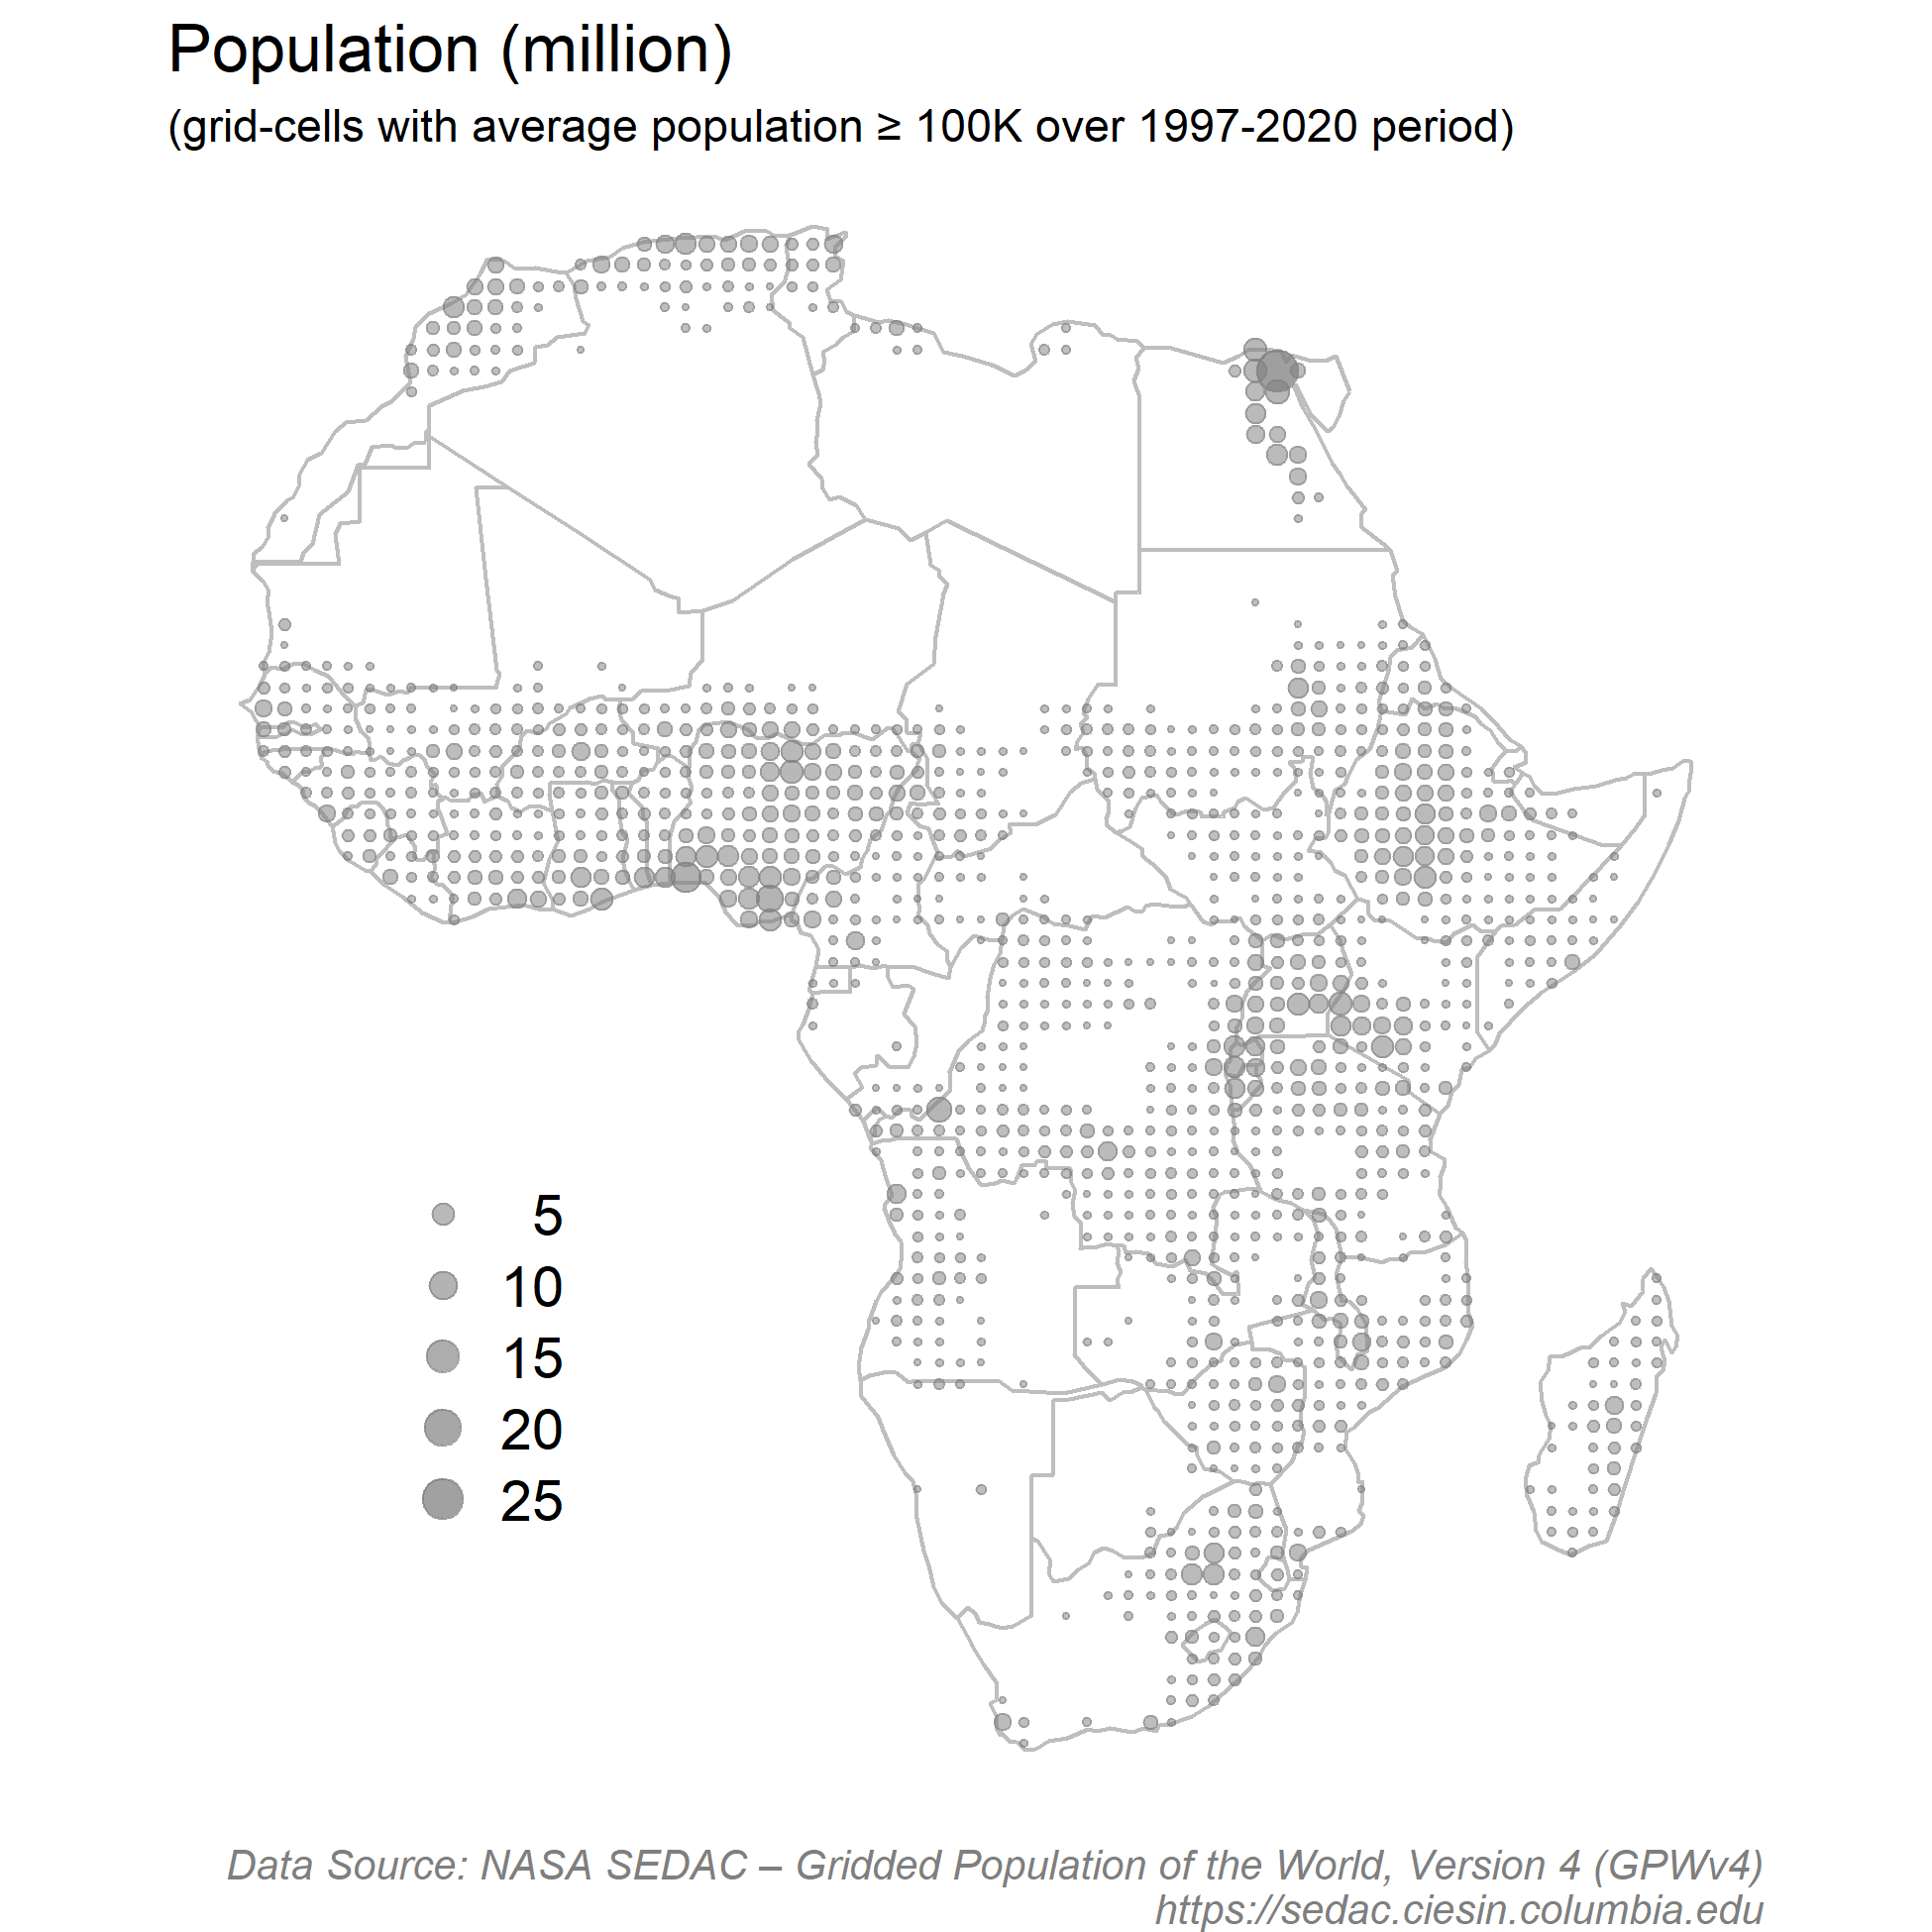 Population (million)
(grid-cells with average population ≥ 100K over 1997-2020 period)
5
10
15
20
25
Data Source: NASA SEDAC – Gridded Population of the World, Version 4 (GPWv4)
https://sedac.ciesin.columbia.edu